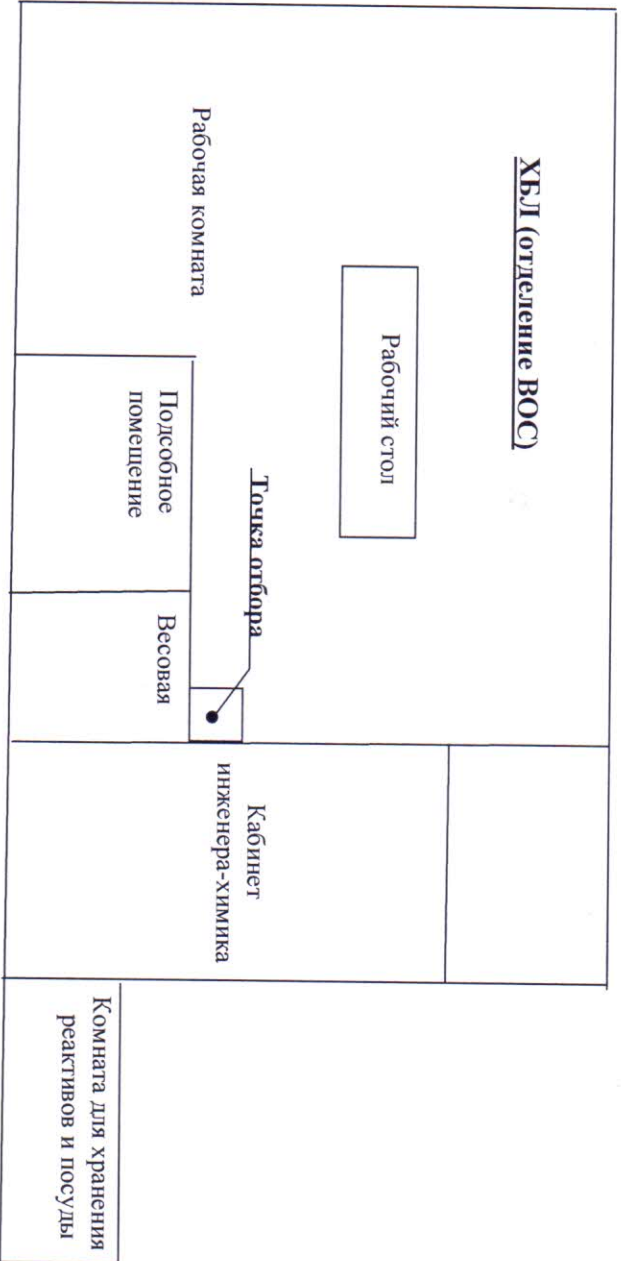 ХБЛ (отделение ВОС)
Рабочий стол
Рабочая комната
Точка отбора
Подсобное
помещение
Весовая
Кабинет
инженера-химика
Комната для хранения
реактивов и посуды